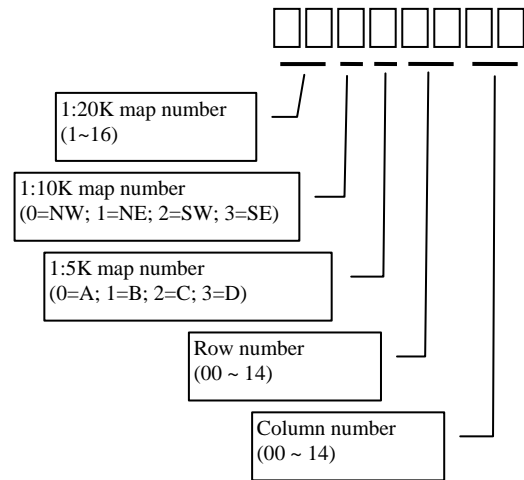 1:20K map number
(1~16)
1:10K map number
(0=NW; 1=NE; 2=SW; 3=SE)
1:5K map number
(0=A; 1=B; 2=C; 3=D)
Row number
(00 ~ 14)
Column number
(00 ~ 14)